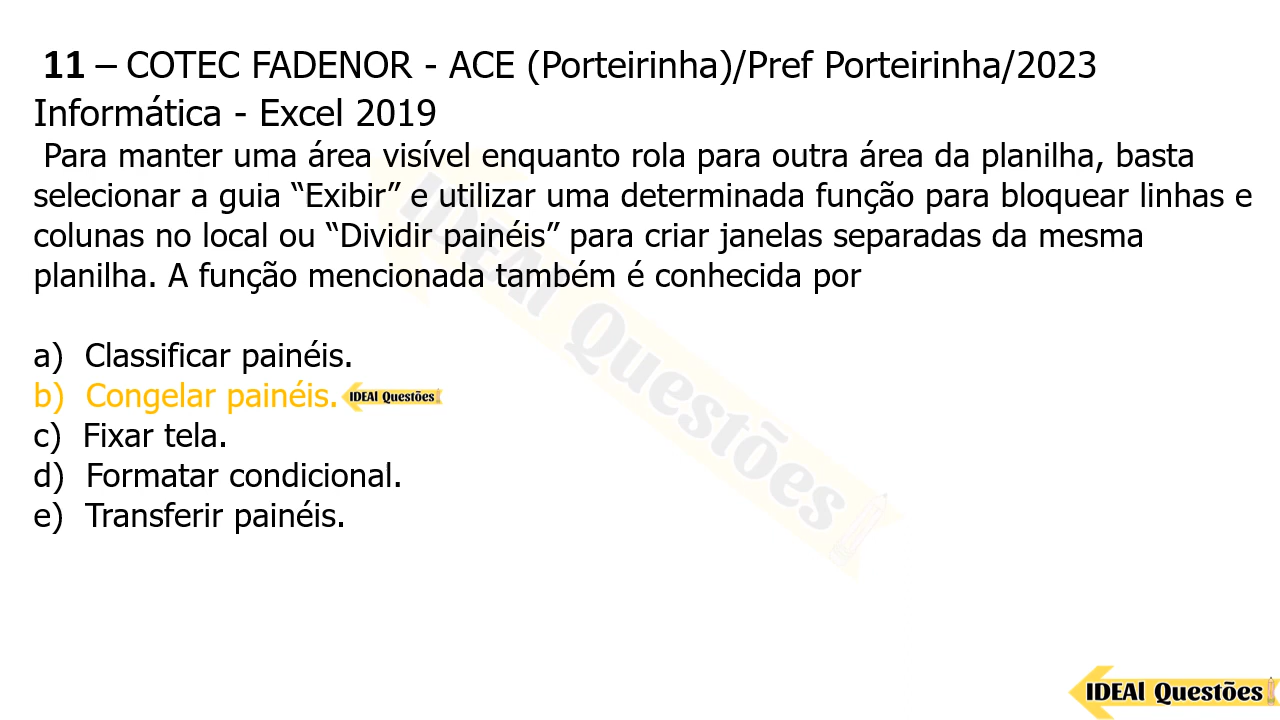 11 – COTEC FADENOR - ACE (Porteirinha)/Pref Porteirinha/2023
Informática - Excel 2019
Para manter uma área visível enquanto rola para outra área da planilha, basta
selecionar a guia “Exibir” e utilizar uma determinada função para bloquear linhas e
colunas no local ou “Dividir painéis” para criar janelas separadas da mesma
planilha. A função mencionada também é conhecida por
a) Classificar painéis.
b) Congelar painéis. IDEAl Questões
c) Fixar tela.
d) Formatar condicional.
e) Transferir painéis.
IDEAl Questões
IDEAl Questões